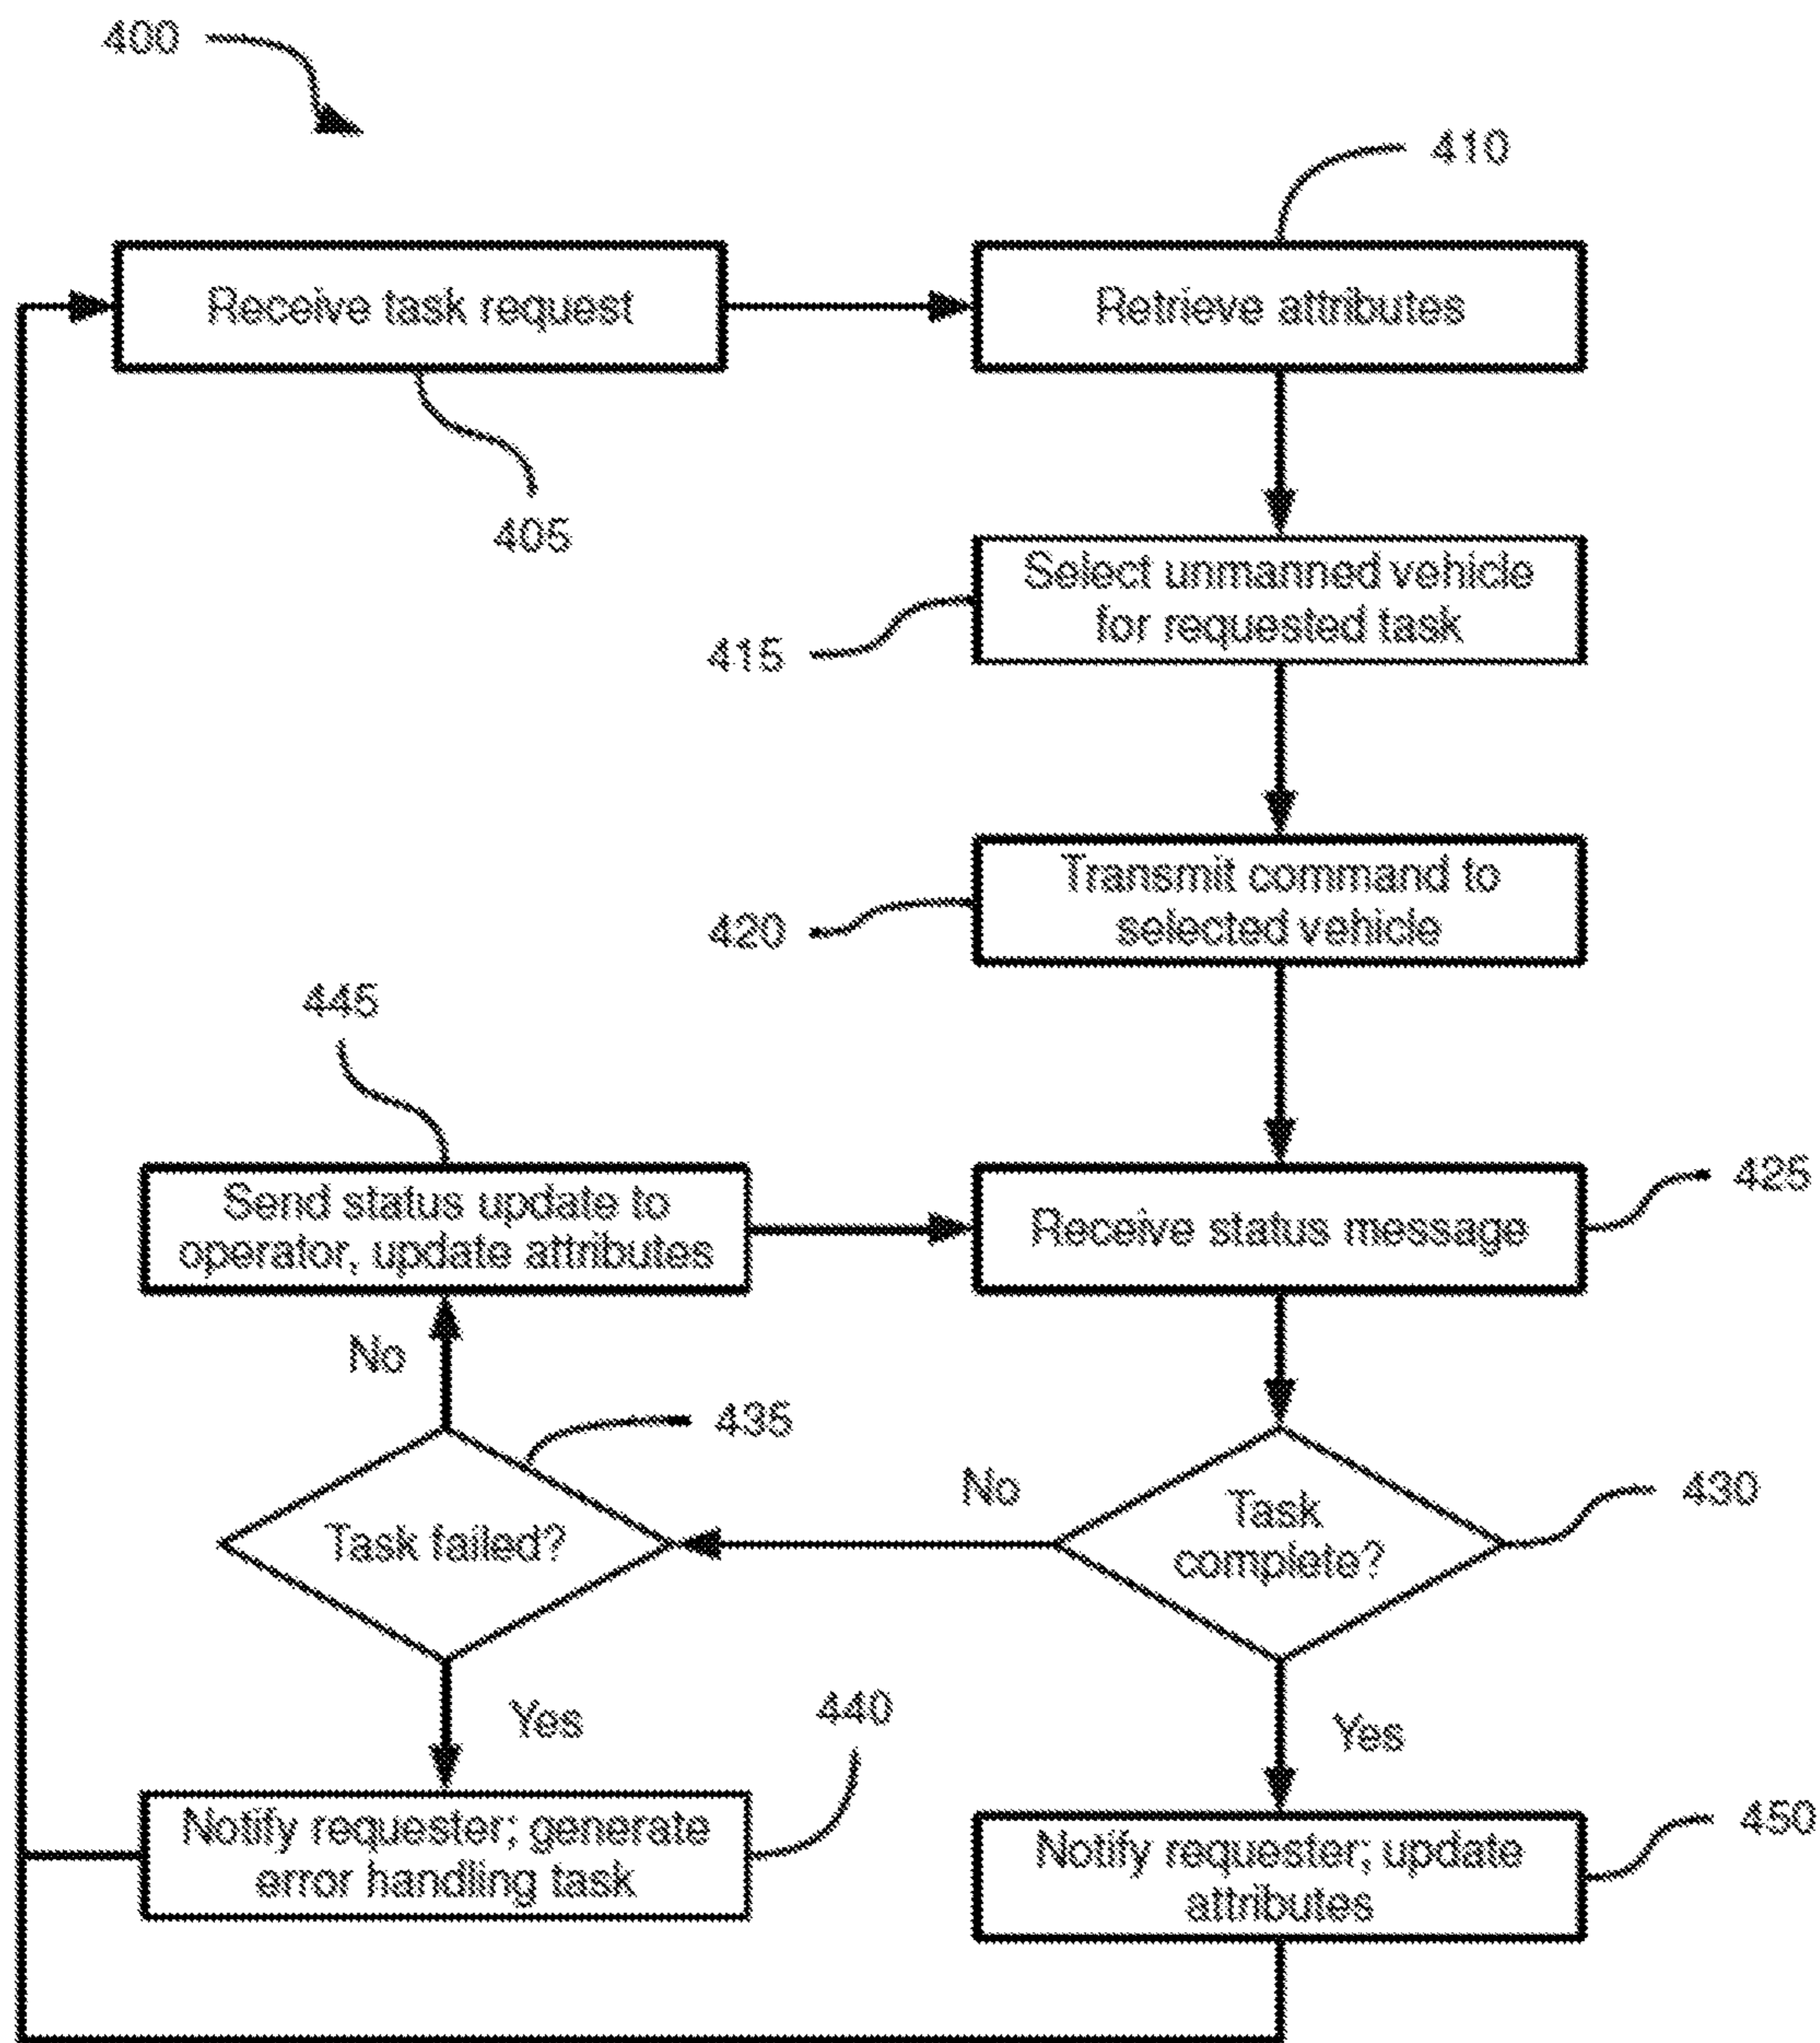 400
410
Receive task request
Retrieve attributes
405
Select unmanned vehicle
for requested task
415
Transmit command to
selected vehicle
420
445
Send status update to
operator, update attributes
Receive status message
425
No
435
No
430
Task failed?
Task
complete?
Yes
440
Yes
Notify requester; generate
error handling task
Notify requester; update
attributes
450